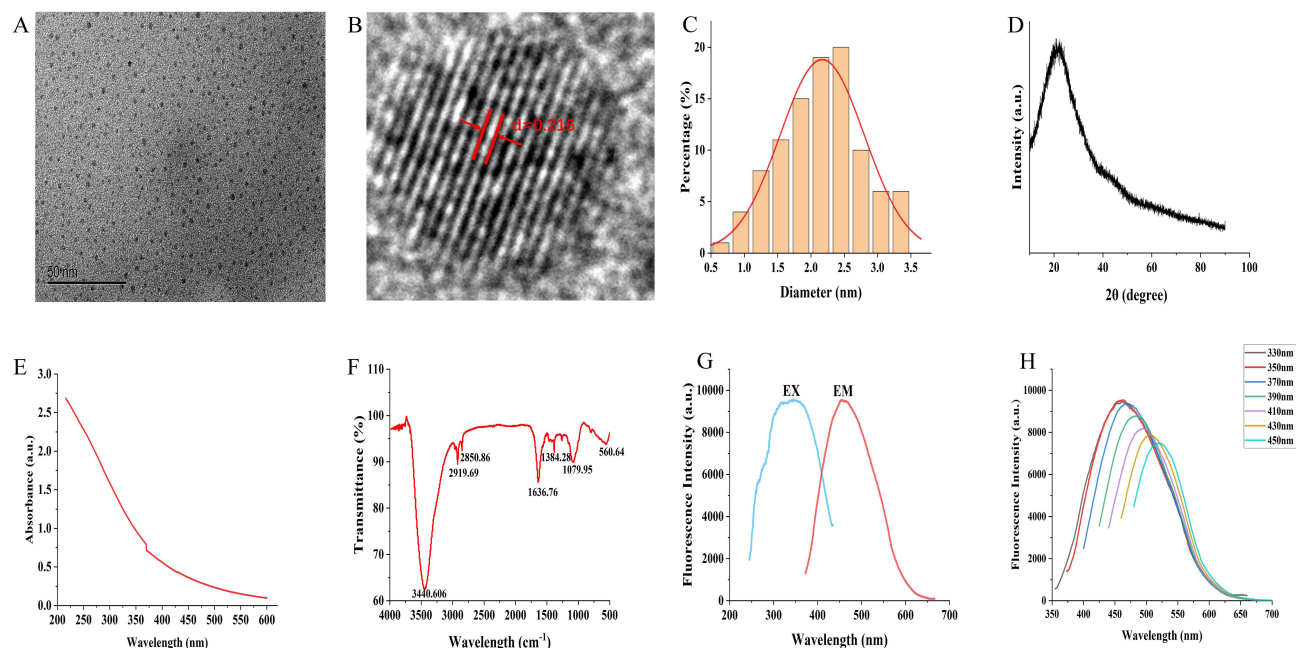 A
50 nm
B
d=0.216
C
20
15
10
5
0
Percentage (%)
0.5 1.0 1.5 2.0 2.5 3.0 3.5
Diameter (nm)
D
Intensity (a.u.)
20 40 60 80 100
2θ (degree)
E
3.0
2.5
2.0
1.5
1.0
0.5
0.0
Absorbance (a.u.)
200 250 300 350 400 450 500 550 600
Wavelength (nm)
F
110
100
90
80
70
60
Transmittance (%)
2850.86
2919.69
1384.28
1636.76
1079.95
560.64
3440.606
4000 3500 3000 2500 2000 1500 1000 500
Wavelength (cm⁻¹)
G
EX EM
10000
8000
6000
4000
2000
0
Fluorescence Intensity (a.u.)
200 300 400 500 600 700
Wavelength (nm)
H
330nm
350nm
370nm
390nm
410nm
430nm
450nm
10000
8000
6000
4000
2000
0
Fluorescence Intensity (a.u.)
350 400 450 500 550 600 650 700
Wavelength (nm)